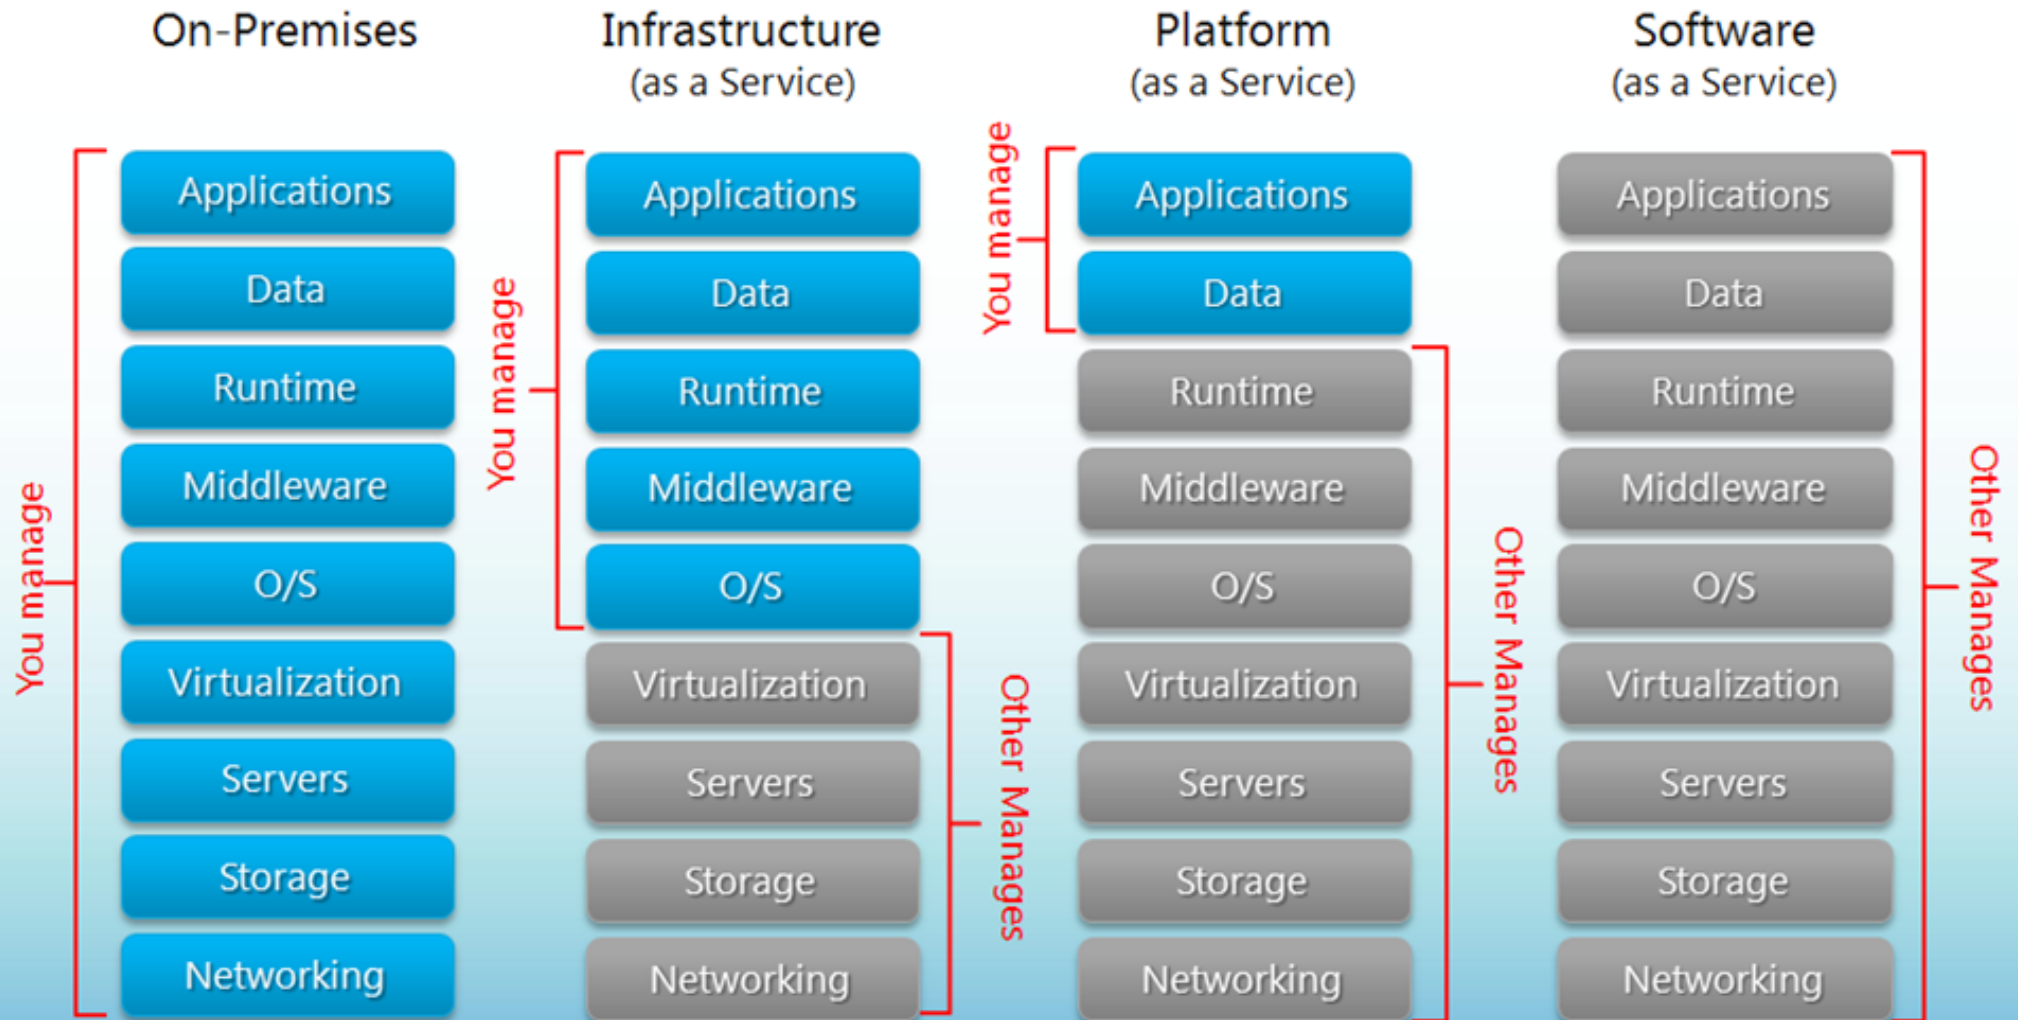 On-Premises
You manage
Applications
Data
Runtime
Middleware
O/S
Virtualization
Servers
Storage
Networking
Infrastructure
(as a Service)
You manage
Applications
Data
Runtime
Middleware
O/S
Virtualization
Servers
Storage
Networking
Other Manages
Platform
(as a Service)
You manage
Applications
Data
Runtime
Middleware
O/S
Virtualization
Servers
Storage
Networking
Other Manages
Software
(as a Service)
Applications
Data
Runtime
Middleware
O/S
Virtualization
Servers
Storage
Networking
Other Manages